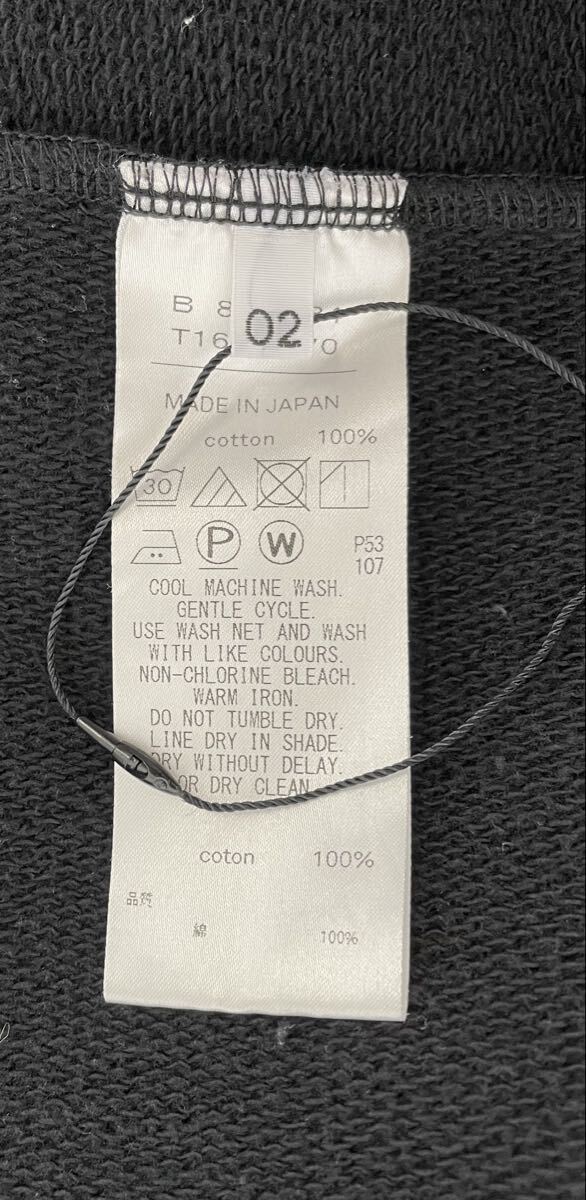 02
MADE IN JAPAN
cotton 100%
30
P W P53
107
COOL MACHINE WASH.
GENTLE CYCLE.
USE WASH NET AND WASH
WITH LIKE COLOURS.
NON-CHLORINE BLEACH.
WARM IRON.
DO NOT TUMBLE DRY.
LINE DRY IN SHADE.
DRY WITHOUT DELAY.
OR DRY CLEAN
coton 100%
品質
綿 100%